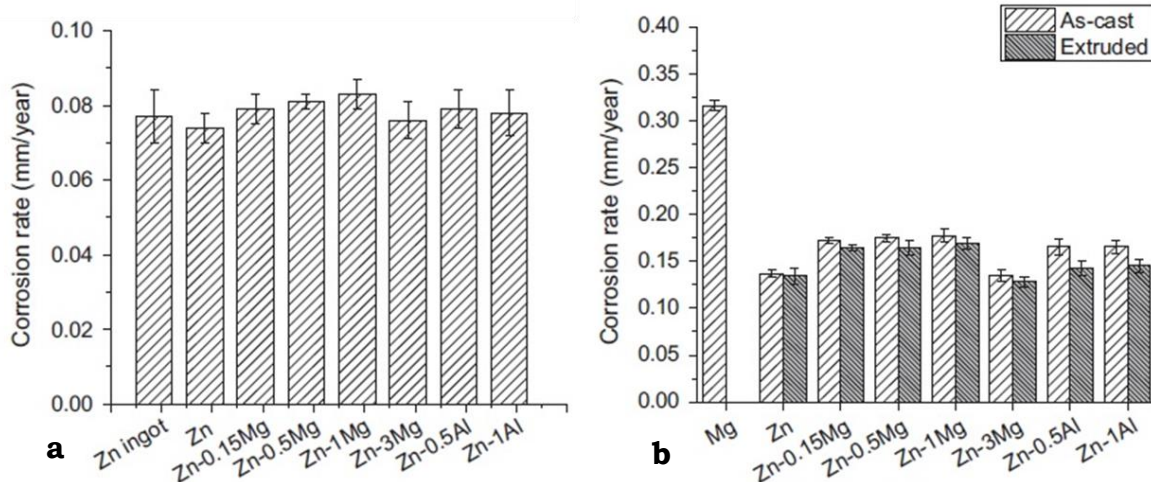 0.10
0.08
0.06
0.04
0.02
0.00
Corrosion rate (mm/year)
Zn ingot
Zn
Zn-0.15Mg
Zn-0.5Mg
Zn-1Mg
Zn-3Mg
Zn-0.5Al
Zn-1Al
a
As-cast
Extruded
0.40
0.35
0.30
0.25
0.20
0.15
0.10
0.05
0.00
Corrosion rate (mm/year)
Mg
Zn
Zn-0.15Mg
Zn-0.5Mg
Zn-1Mg
Zn-3Mg
Zn-0.5Al
Zn-1Al
b